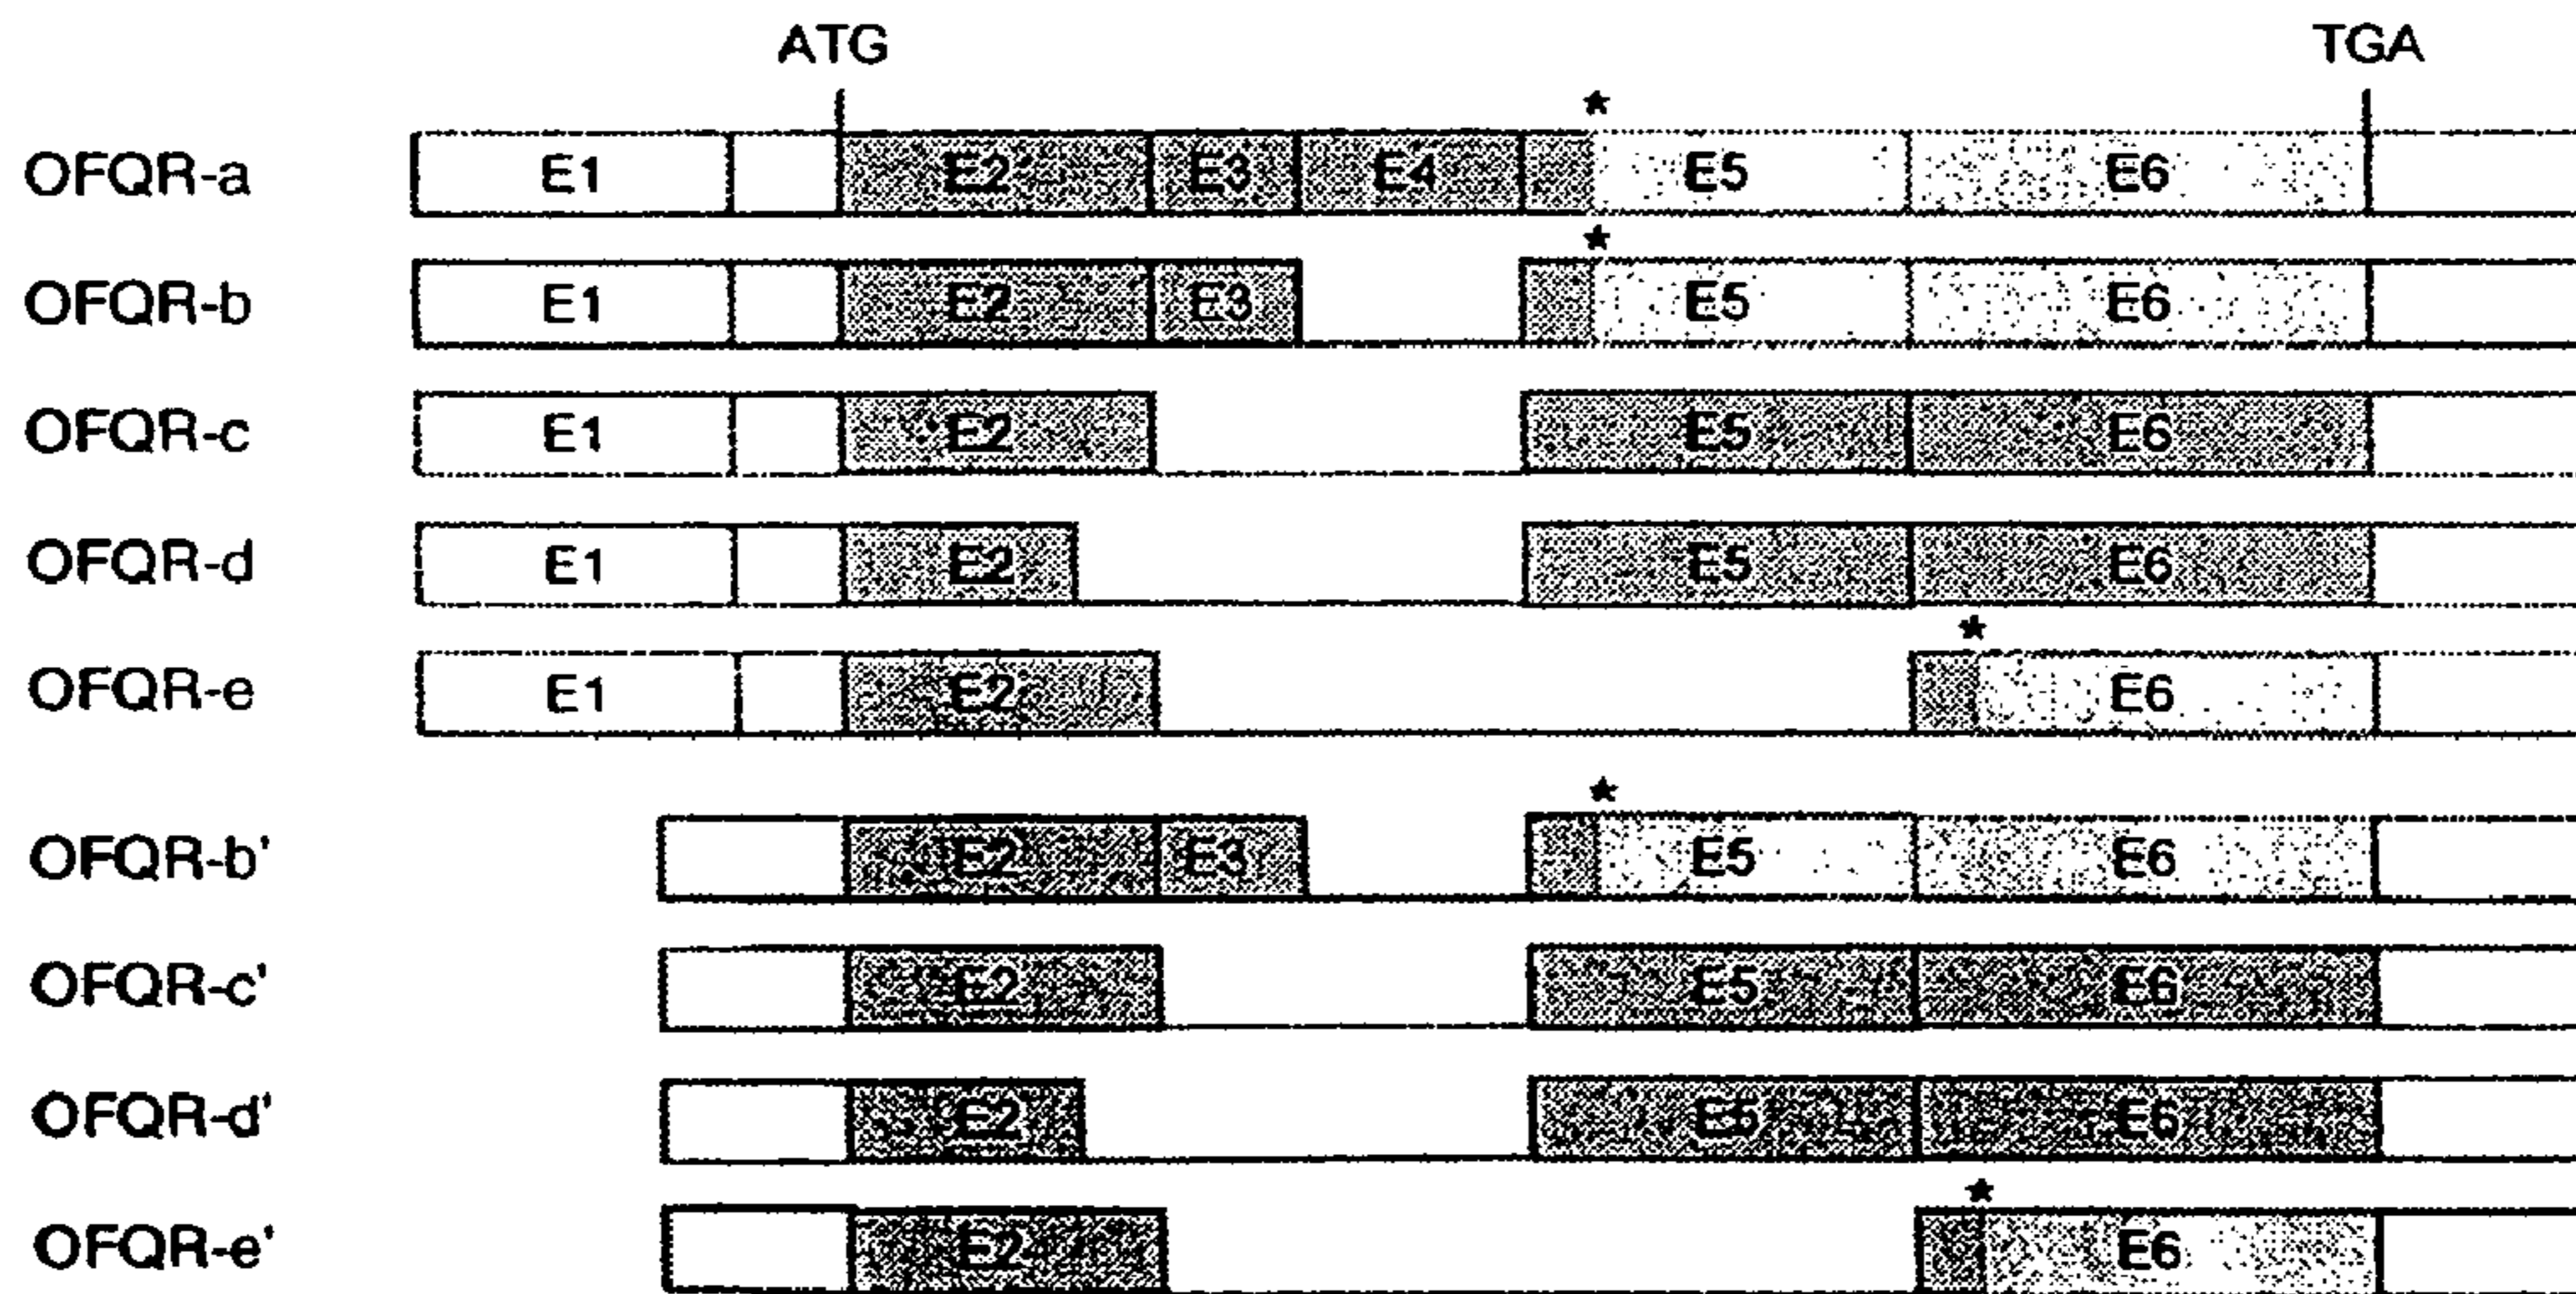 ATG TGA
* 
OFQR-a E1 E2 E3 E4 E5 E6
*
OFQR-b E1 E2 E3 E5 E6
OFQR-c E1 E2 E5 E6
OFQR-d E1 E2 E5 E6
*
OFQR-e E1 E2 E6
*
OFQR-b' E2 E3 E5 E6
OFQR-c' E2 E5 E6
OFQR-d' E2 E5 E6
*
OFQR-e' E2 E6